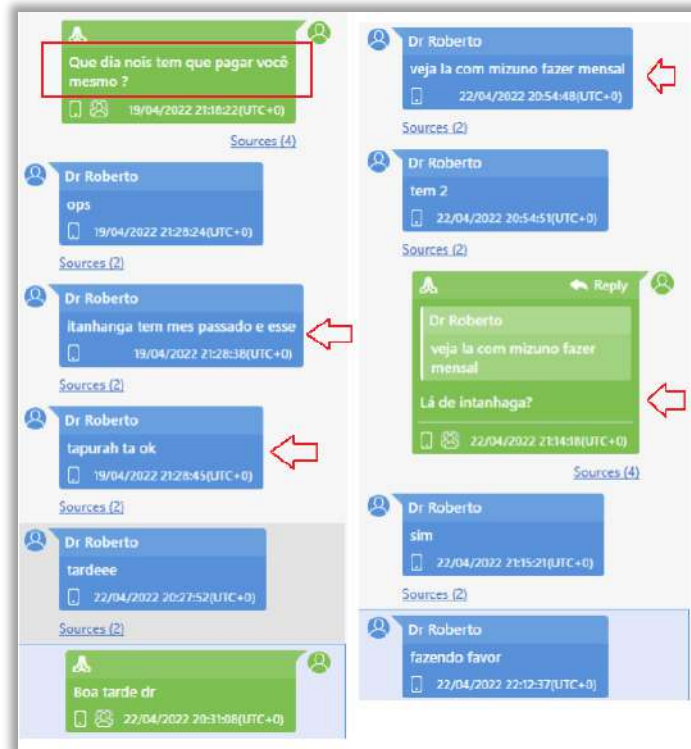 Que dia nois tem que pagar você
mesmo ?
19/04/2022 21:18:22(UTC+0)
Sources (4)
Dr Roberto
ops
19/04/2022 21:28:24(UTC+0)
Sources (2)
Dr Roberto
itanhanga tem mes passado e esse
19/04/2022 21:28:38(UTC+0)
Sources (2)
Dr Roberto
tapurah ta ok
19/04/2022 21:28:45(UTC+0)
Sources (2)
Dr Roberto
tardeee
22/04/2022 20:27:52(UTC+0)
Sources (2)
Boa tarde dr
22/04/2022 20:31:08(UTC+0)
Dr Roberto
veja la com mizuno fazer mensal
22/04/2022 20:54:48(UTC+0)
Sources (2)
Dr Roberto
tem 2
22/04/2022 20:54:51(UTC+0)
Sources (2)
Reply
Dr Roberto
veja la com mizuno fazer
mensal
Lá de intanhaga?
22/04/2022 21:14:18(UTC+0)
Sources (4)
Dr Roberto
sim
22/04/2022 21:15:21(UTC+0)
Sources (2)
Dr Roberto
fazendo favor
22/04/2022 22:12:37(UTC+0)